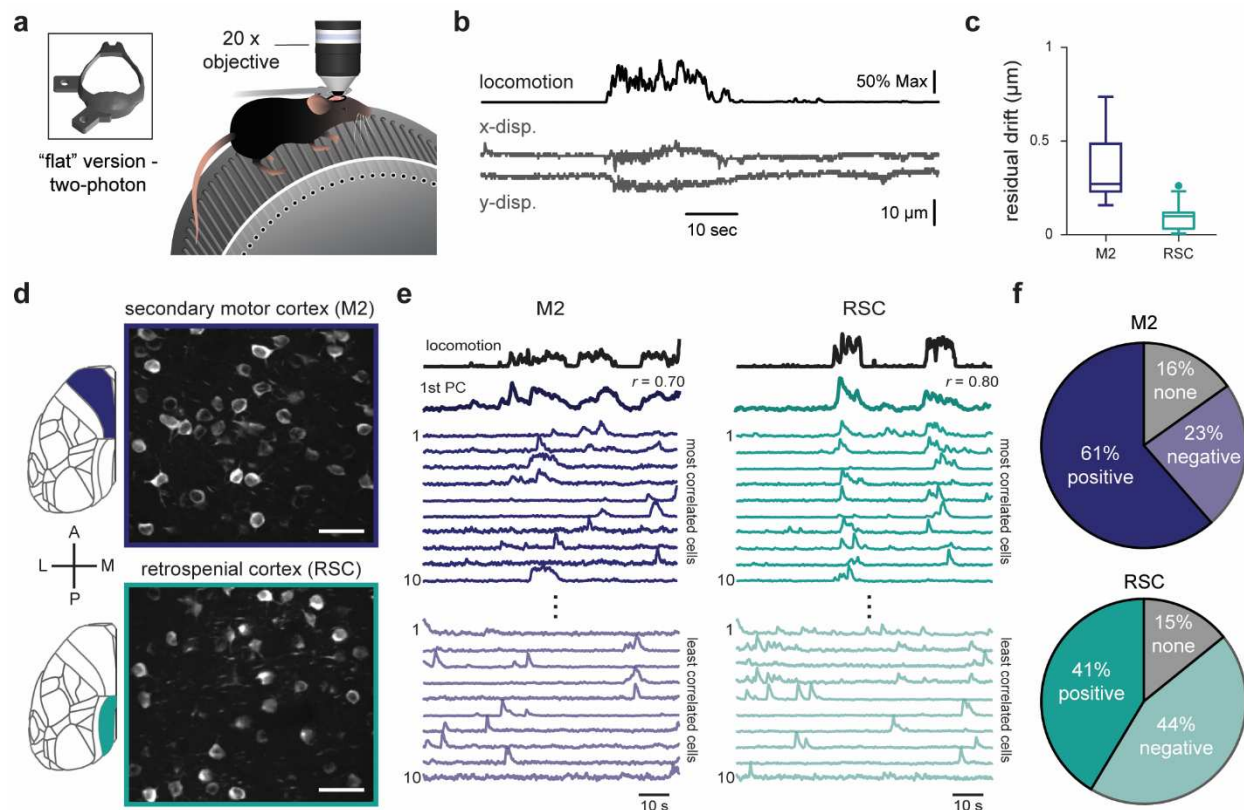 a
20 x
objective
"flat" version -
two-photon
b
locomotion
50% Max
x-disp.
y-disp.
10 sec
10 µm
c
residual drift (µm)
1
0.5
0
M2
RSC
d
secondary motor cortex (M2)
A
L
M
P
retrospenial cortex (RSC)
e
M2
locomotion
1st PC
r = 0.70
1
10
most correlated cells
1
10
least correlated cells
10 s
RSC
r = 0.80
1
10
most correlated cells
1
10
least correlated cells
10 s
f
M2
16%
none
23%
negative
61%
positive
RSC
15%
none
41%
positive
44%
negative